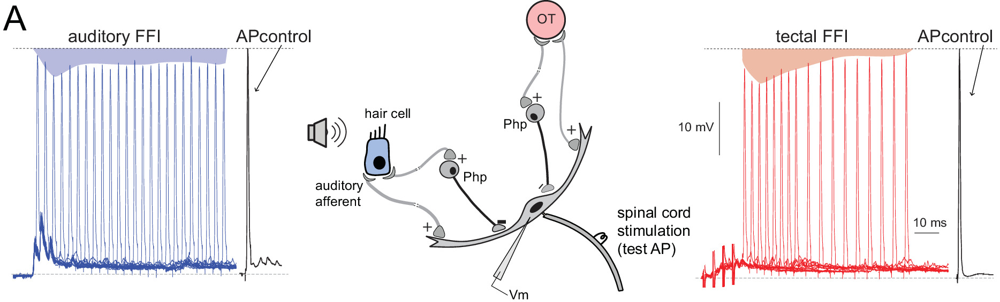 A
auditory FFI
APcontrol
OT
tectal FFI
APcontrol
hair cell
+
Php
+
10 mV
+
Php
auditory
afferent
-
+
-
spinal cord
stimulation
(test AP)
10 ms
Vm